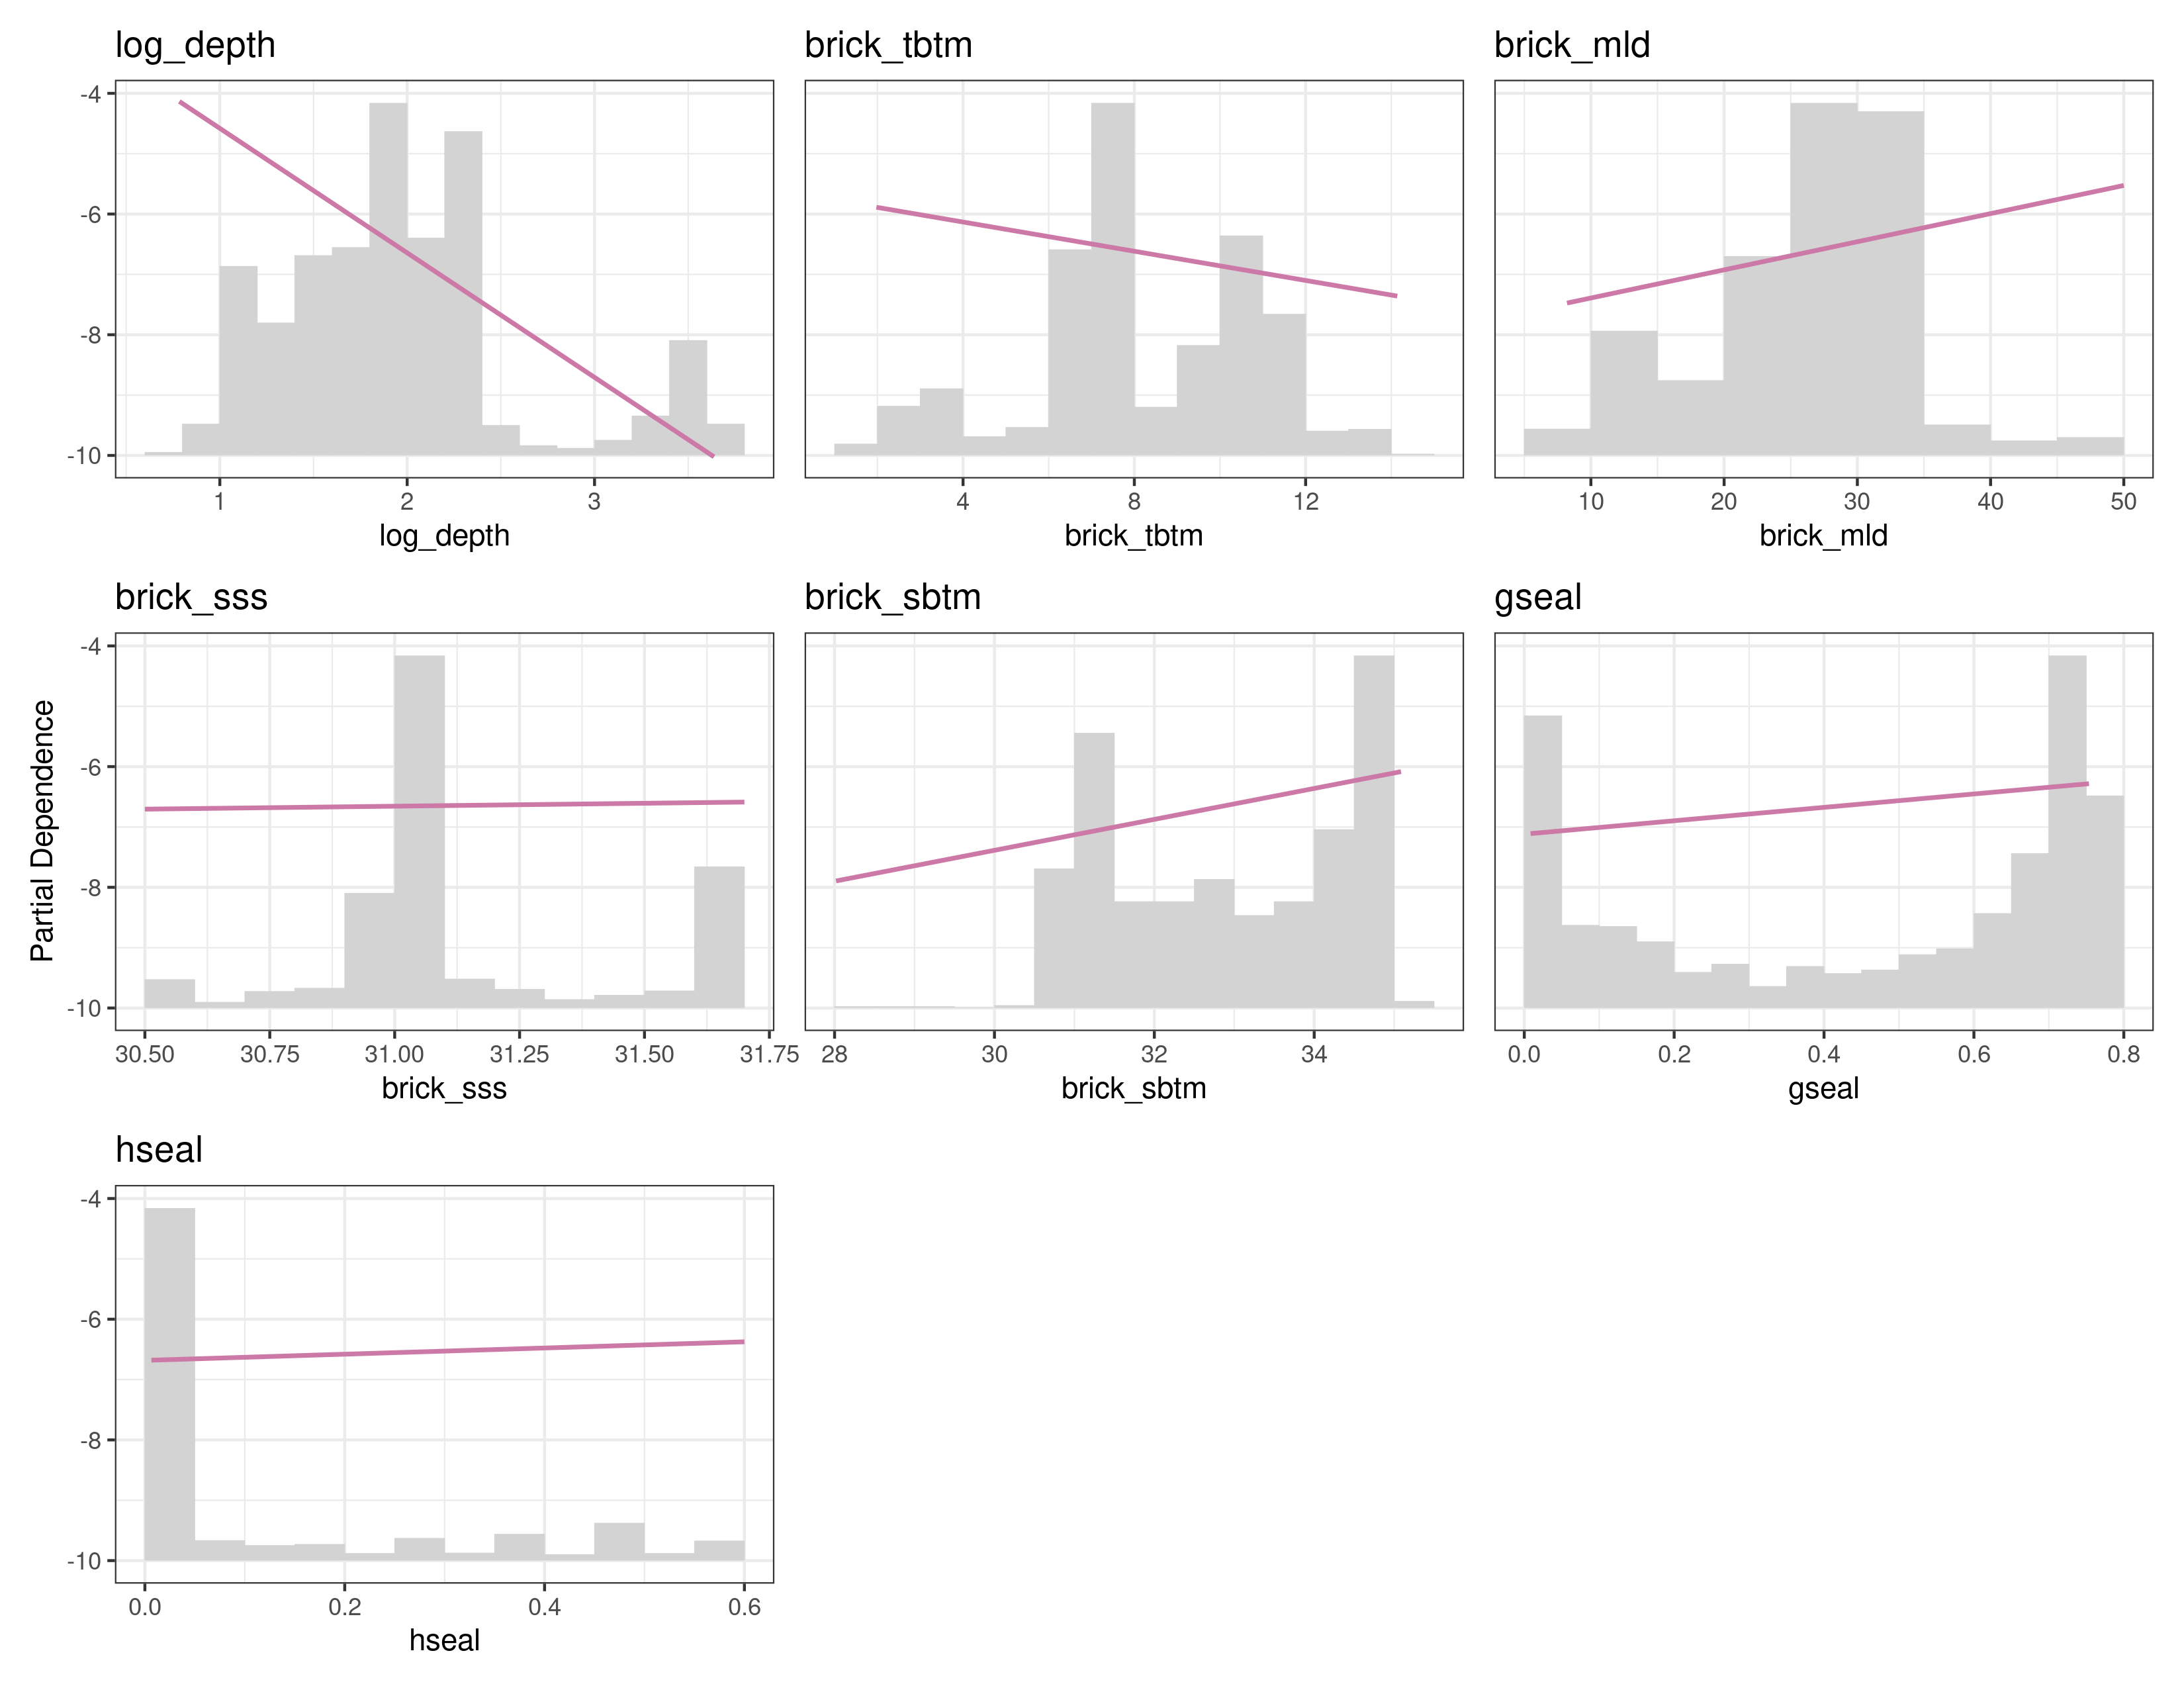 log_depth
brick_tbtm
brick_mld
-4
-6
-8
-10
1 2 3
4 8 12
10 20 30 40 50
log_depth
brick_tbtm
brick_mld
brick_sss
brick_sbtm
gseal
Partial Dependence
-4
-6
-8
-10
30.50 30.75 31.00 31.25 31.50 31.75
28 30 32 34
0.0 0.2 0.4 0.6 0.8
brick_sss
brick_sbtm
gseal
hseal
-4
-6
-8
-10
0.0 0.2 0.4 0.6
hseal